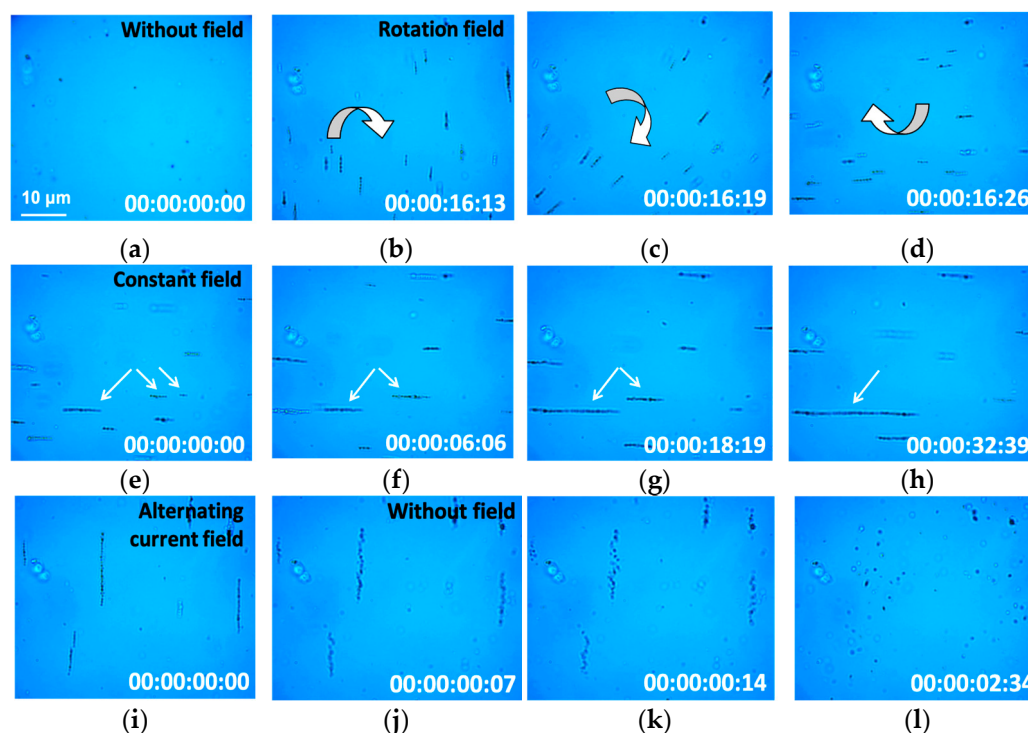 Without field
10 µm
00:00:00:00
Rotation field
00:00:16:13
00:00:16:19
00:00:16:26
(a)
(b)
(c)
(d)
Constant field
00:00:00:00
00:00:06:06
00:00:18:19
00:00:32:39
(e)
(f)
(g)
(h)
Alternating
current field
00:00:00:00
Without field
00:00:00:07
00:00:00:14
00:00:02:34
(i)
(j)
(k)
(l)